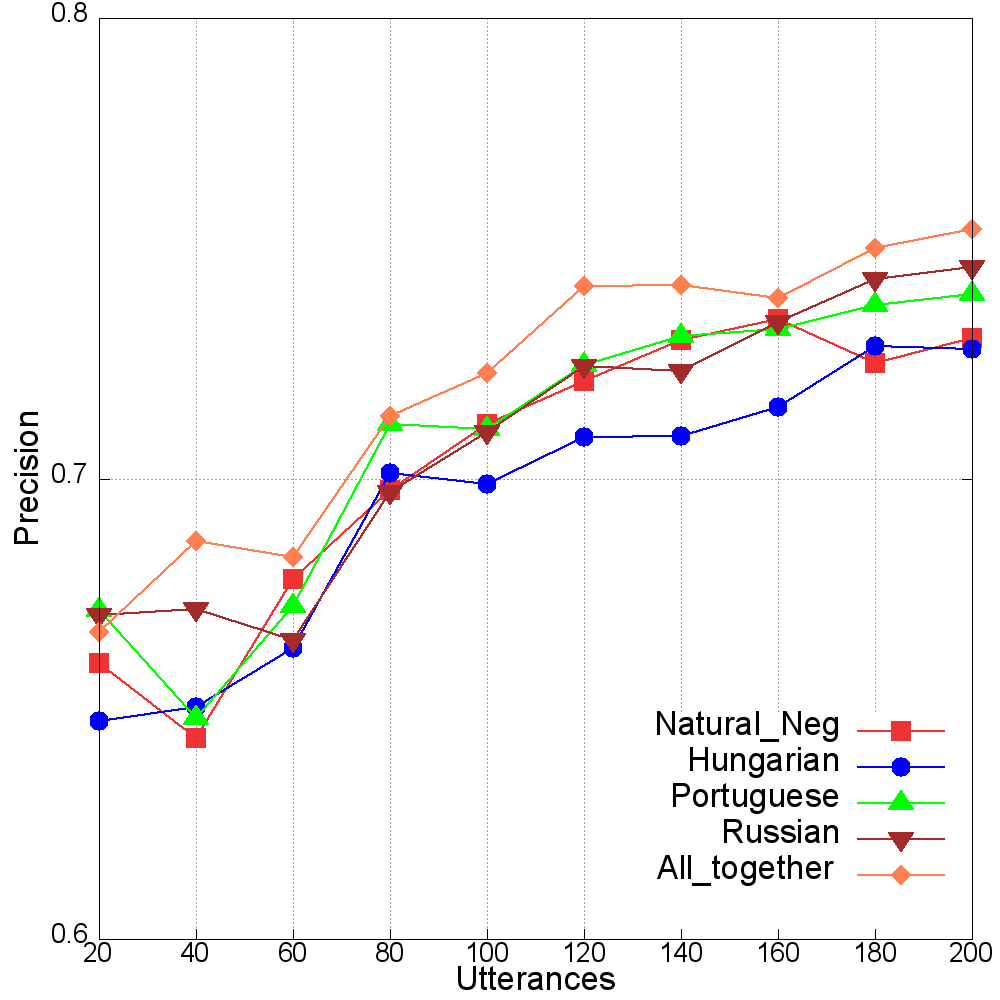 0.8
0.7
0.6
Precision
Natural_Neg
Hungarian
Portuguese
Russian
All_together
20 40 60 80 100 120 140 160 180 200
Utterances